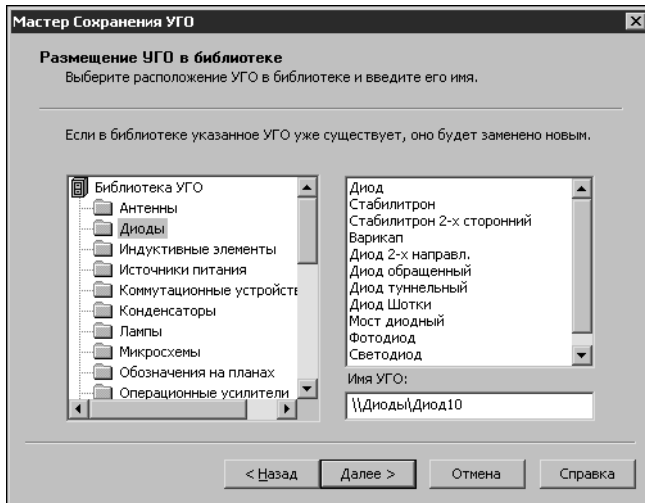 Мастер Сохранения УГО
Размещение УГО в библиотеке
Выберите расположение УГО в библиотеке и введите его имя.
Если в библиотеке указанное УГО уже существует, оно будет заменено новым.
Библиотека УГО
Антенны
Диоды
Индуктивные элементы
Источники питания
Коммутационные устройств
Конденсаторы
Лампы
Микросхемы
Обозначения на планах
Операционные усилители
Диод
Стабилитрон
Стабилитрон 2-х сторонний
Варикап
Диод 2-х направл.
Диод обращенный
Диод туннельный
Диод Шотки
Мост диодный
Фотодиод
Светодиод
Имя УГО:
\\Диоды\Диод10
< Назад
Далее >
Отмена
Справка